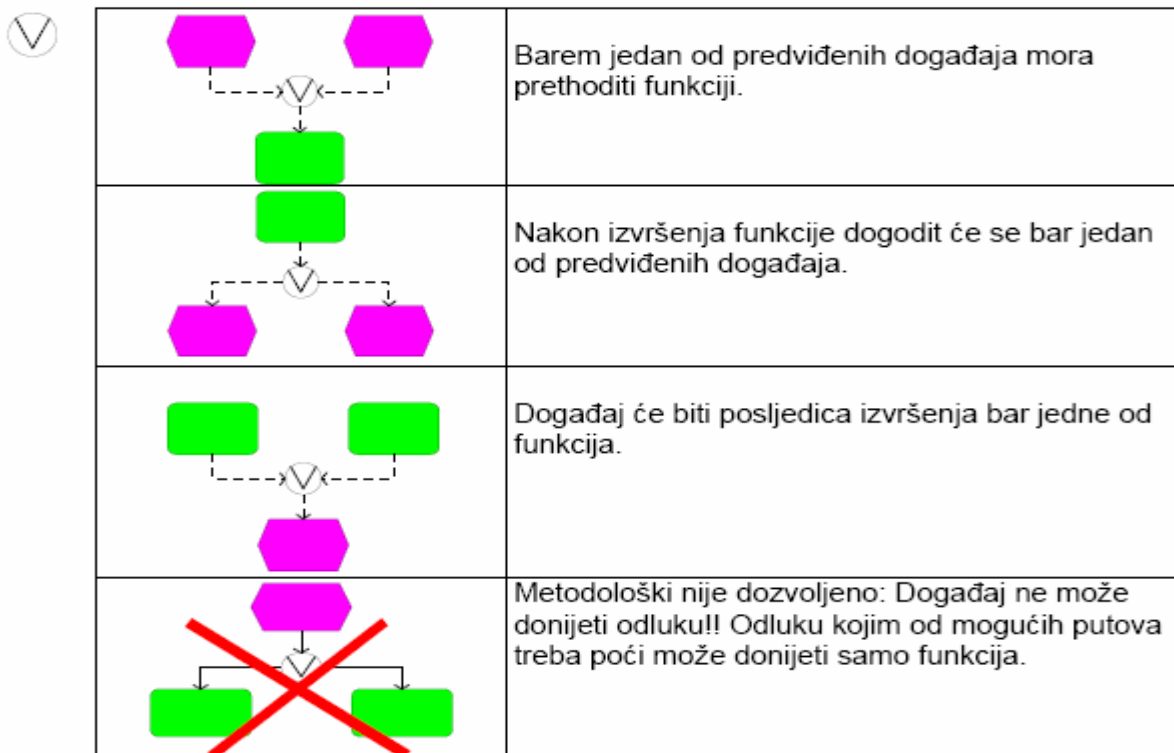 Barem jedan od predviđenih događaja mora
prethoditi funkciji.
Nakon izvršenja funkcije dogodit će se bar jedan
od predviđenih događaja.
Događaj će biti posljedica izvršenja bar jedne od
funkcija.
Metodološki nije dozvoljeno: Događaj ne može
donijeti odluku!! Odluku kojim od mogućih putova
treba poći može donijeti samo funkcija.